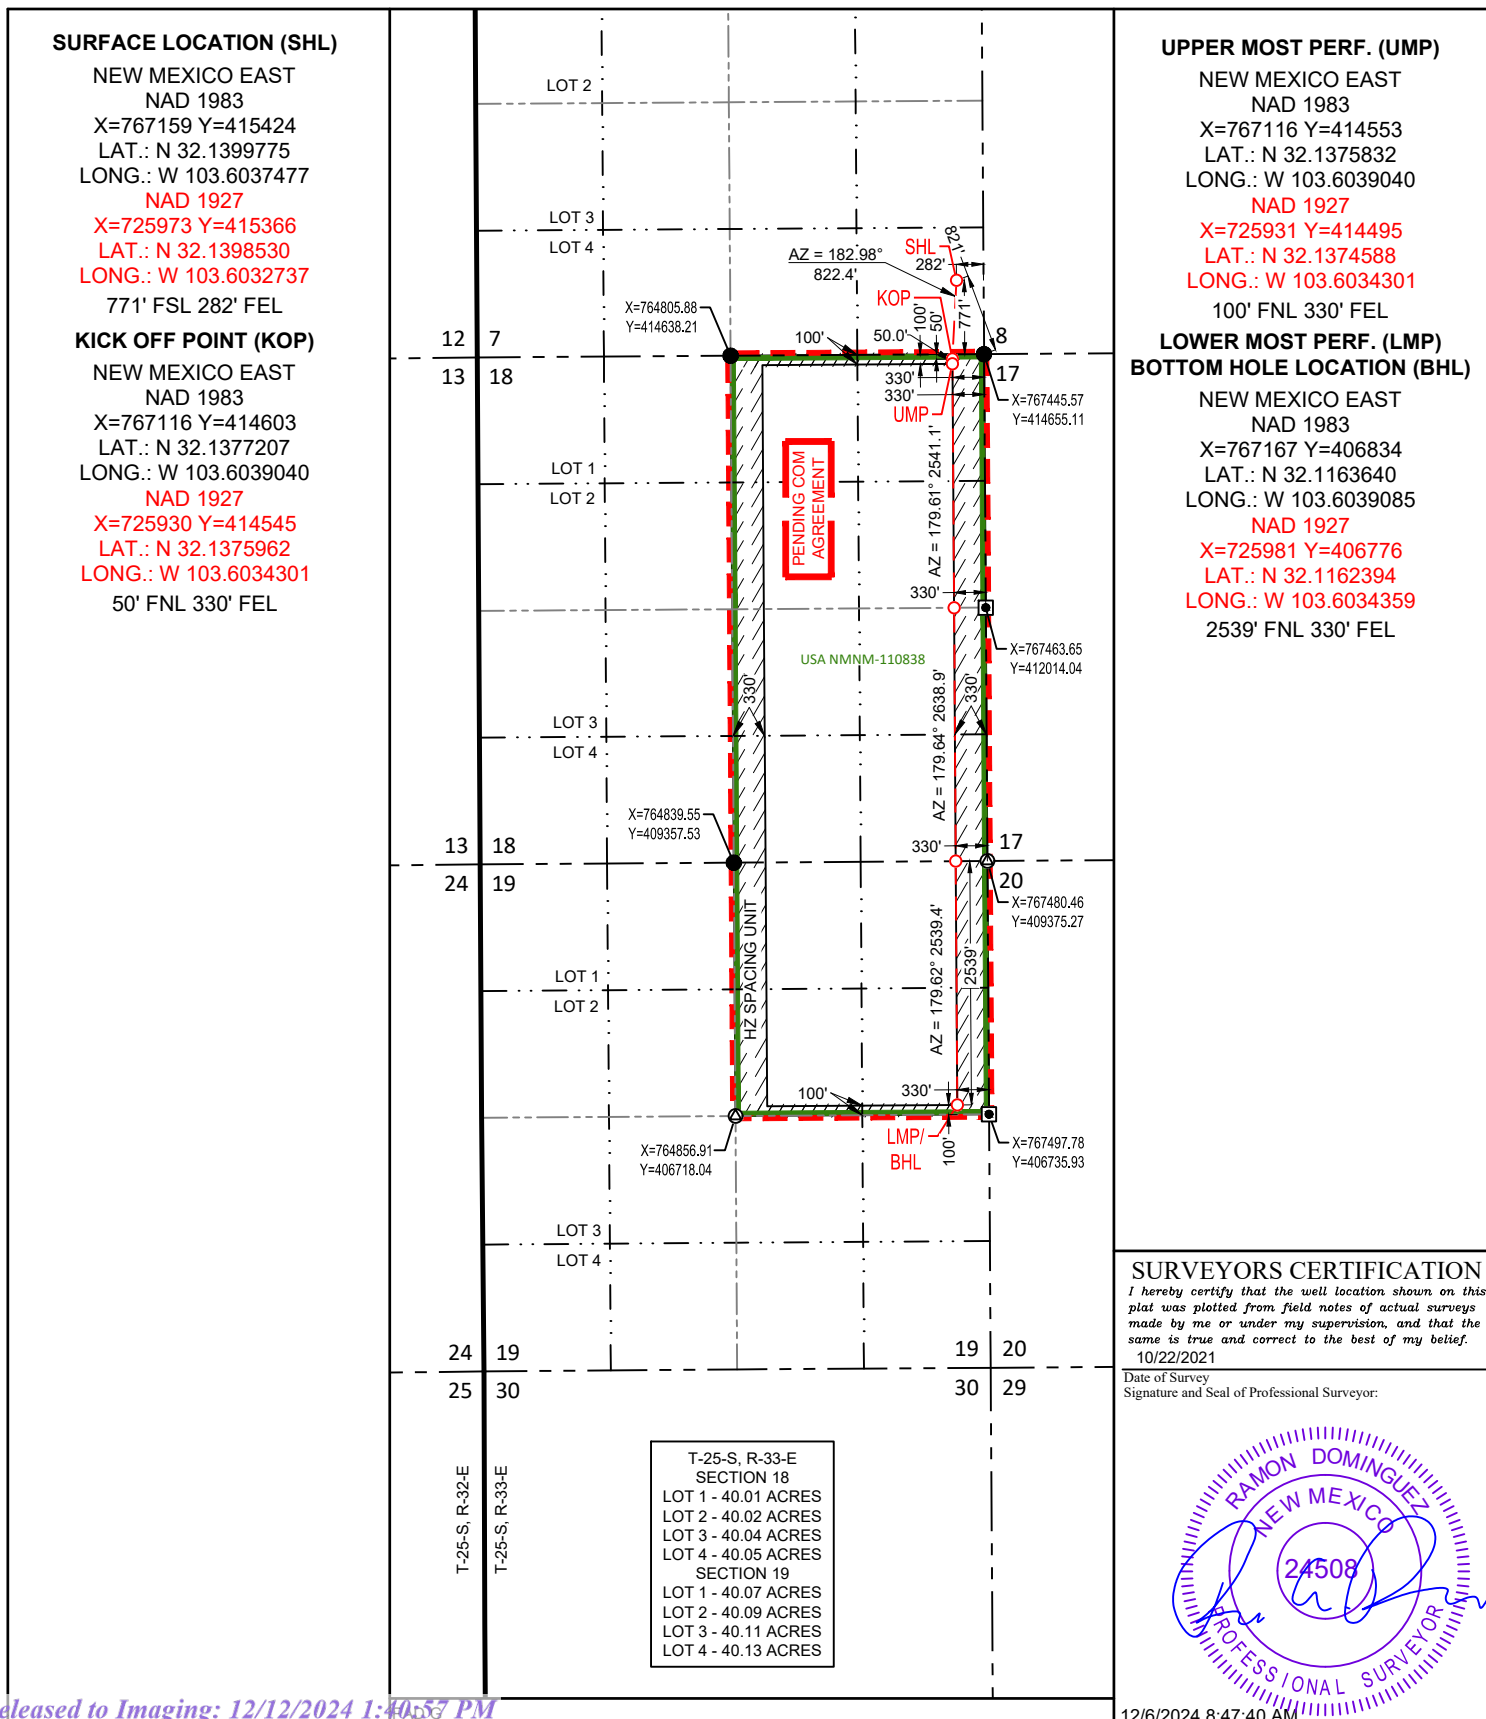 SURFACE LOCATION (SHL)
NEW MEXICO EAST
NAD 1983
X=767159 Y=415424
LAT.: N 32.1399775
LONG.: W 103.6037477
NAD 1927
X=725973 Y=415366
LAT.: N 32.1398530
LONG.: W 103.6032737
771' FSL 282' FEL
KICK OFF POINT (KOP)
NEW MEXICO EAST
NAD 1983
X=767116 Y=414603
LAT.: N 32.1377207
LONG.: W 103.6039040
NAD 1927
X=725930 Y=414545
LAT.: N 32.1375962
LONG.: W 103.6034301
50' FNL 330' FEL
LOT 2
LOT 3
LOT 4
AZ = 182.98°
822.4'
SHL
821'
282'
KOP
771'
X=764805.88
Y=414638.21
100'
50.0'
100'
50'
12 7
8
13 18
17
330'
330'
UMP
X=767445.57
Y=414655.11
LOT 1
LOT 2
PENDING COM
AGREEMENT
AZ = 179.61° 2541.1'
330'
USA NMNM-110838
X=767463.65
Y=412014.04
330'
AZ = 179.64° 2638.9'
330'
LOT 3
LOT 4
X=764839.55
Y=409357.53
13 18
330'
17
24 19
20
X=767480.46
Y=409375.27
HZ SPACING UNIT
AZ = 179.62° 2539.4'
2539'
LOT 1
LOT 2
100'
330'
LMP/
BHL
100'
X=764856.91
Y=406718.04
X=767497.78
Y=406735.93
LOT 3
LOT 4
24 19
19 20
25 30
30 29
T-25-S, R-32-E
T-25-S, R-33-E
T-25-S, R-33-E
SECTION 18
LOT 1 - 40.01 ACRES
LOT 2 - 40.02 ACRES
LOT 3 - 40.04 ACRES
LOT 4 - 40.05 ACRES
SECTION 19
LOT 1 - 40.07 ACRES
LOT 2 - 40.09 ACRES
LOT 3 - 40.11 ACRES
LOT 4 - 40.13 ACRES
UPPER MOST PERF. (UMP)
NEW MEXICO EAST
NAD 1983
X=767116 Y=414553
LAT.: N 32.1375832
LONG.: W 103.6039040
NAD 1927
X=725931 Y=414495
LAT.: N 32.1374588
LONG.: W 103.6034301
100' FNL 330' FEL
LOWER MOST PERF. (LMP)
BOTTOM HOLE LOCATION (BHL)
NEW MEXICO EAST
NAD 1983
X=767167 Y=406834
LAT.: N 32.1163640
LONG.: W 103.6039085
NAD 1927
X=725981 Y=406776
LAT.: N 32.1162394
LONG.: W 103.6034359
2539' FNL 330' FEL
SURVEYORS CERTIFICATION
I hereby certify that the well location shown on this
plat was plotted from field notes of actual surveys
made by me or under my supervision, and that the
same is true and correct to the best of my belief.
10/22/2021
Date of Survey
Signature and Seal of Professional Surveyor:
RAMON DOMINGUEZ
NEW MEXICO
24508
PROFESSIONAL SURVEYOR
eleased to Imaging: 12/12/2024 1:40:57 PM
12/6/2024 8:47:40 AM